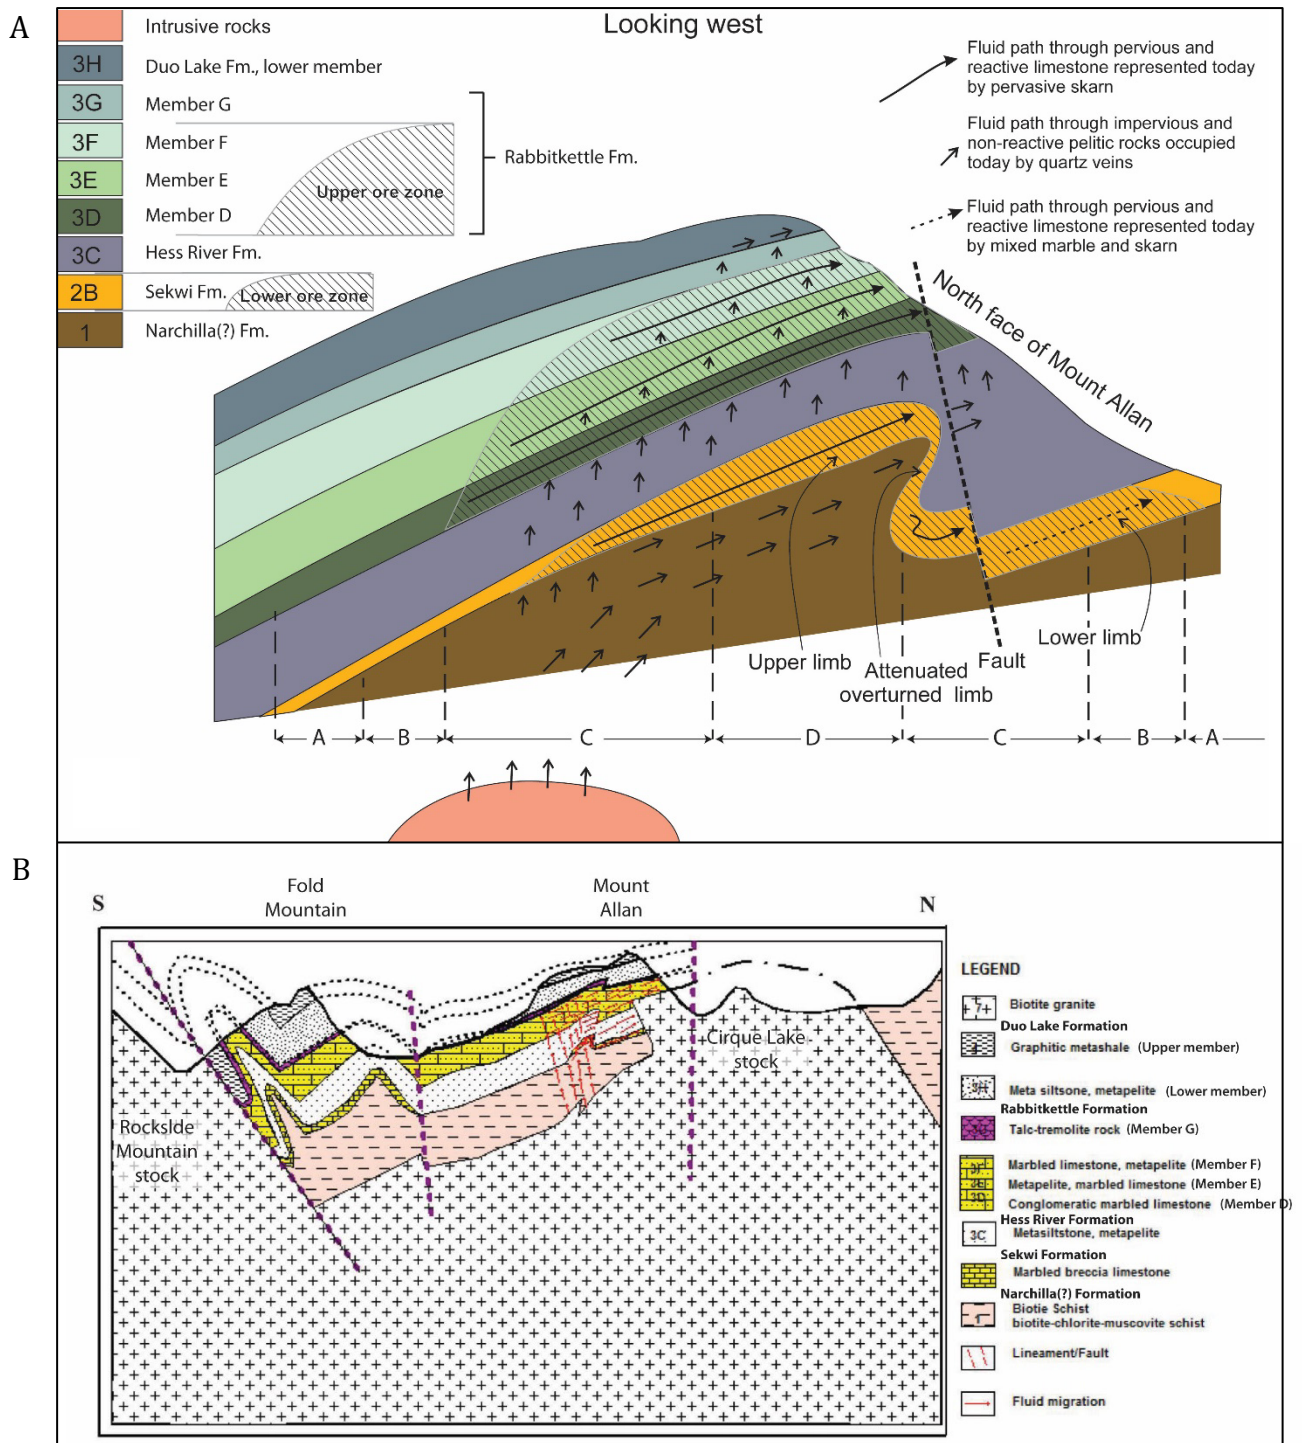 A
Looking west
Intrusive rocks
3H Duo Lake Fm., lower member
3G Member G
3F Member F
3E Member E
3D Member D
Upper ore zone
Rabbitkettle Fm.
3C Hess River Fm.
2B Sekwi Fm.
Lower ore zone
1 Narchilla(?) Fm.
Fluid path through pervious and
reactive limestone represented today
by pervasive skarn
Fluid path through impervious and
non-reactive pelitic rocks occupied
today by quartz veins
Fluid path through pervious and
reactive limestone represented today
by mixed marble and skarn
North face of Mount Allan
Upper limb
Attenuated
overturned limb
Fault
Lower limb
A B C D C B A
B
S
Fold
Mountain
Mount
Allan
N
Rockslde
Mountain
stock
Cirque Lake
stock
LEGEND
7 Biotite granite
Duo Lake Formation
Graphitic metashale (Upper member)
3H Meta siltsone, metapelite (Lower member)
Rabbitkettle Formation
3G Talc-tremolite rock (Member G)
3F Marbled limestone, metapelite (Member F)
3E Metapelite, marbled limestone (Member E)
3D Conglomeratic marbled limestone (Member D)
Hess River Formation
3C Metasiltstone, metapelite
Sekwi Formation
Marbled breccia limestone
Narchilla(?) Formation
1 Biotie Schist
biotite-chlorite-muscovite schist
Lineament/Fault
Fluid migration